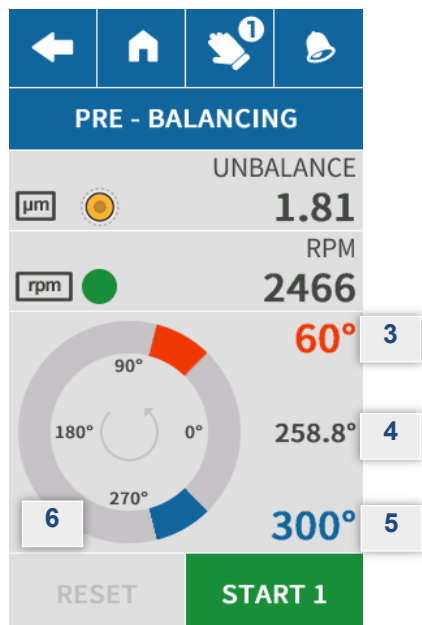 1
PRE - BALANCING
UNBALANCE
µm
1.81
RPM
rpm
2466
60°
3
90°
180°
0°
258.8°
4
270°
6
300°
5
RESET
START 1